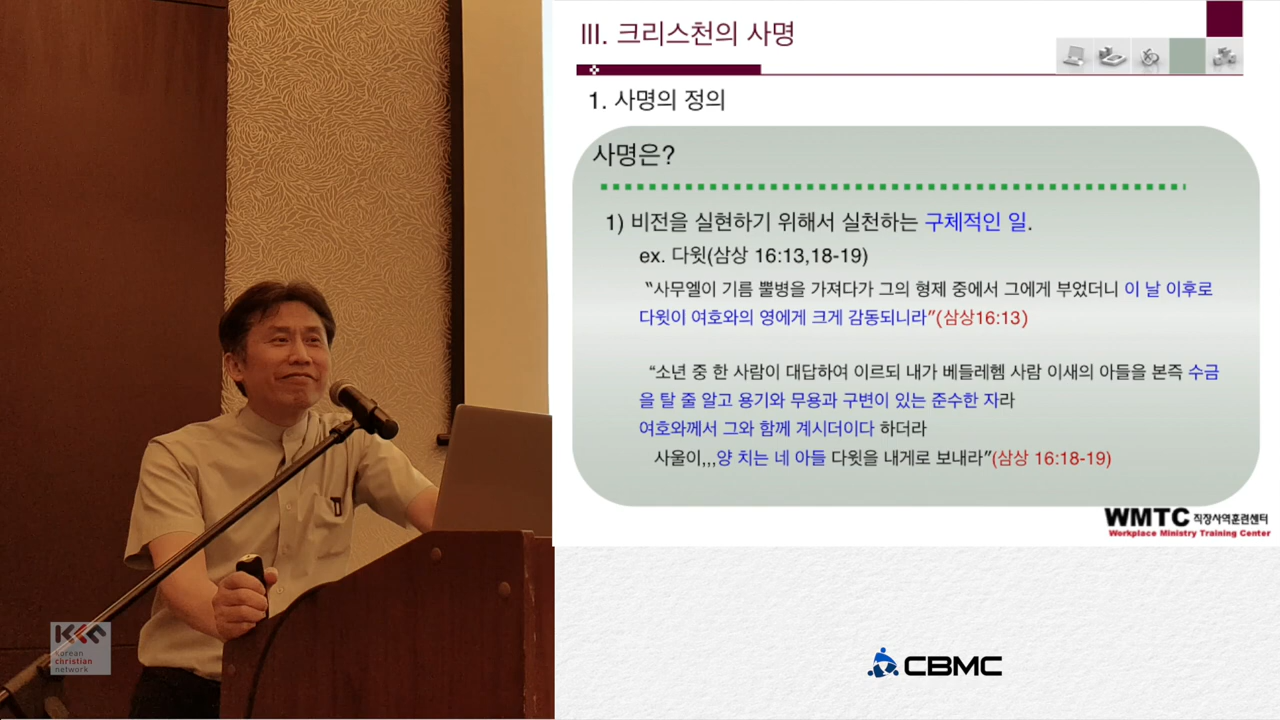 III. 크리스천의 사명
1. 사명의 정의
사명은?
1) 비전을 실현하기 위해서 실천하는 구체적인 일.
ex. 다윗(삼상 16:13,18-19)
“사무엘이 기름 뿔병을 가져다가 그의 형제 중에서 그에게 부었더니 이 날 이후로
다윗이 여호와의 영에게 크게 감동되니라”(삼상16:13)
“소년 중 한 사람이 대답하여 이르되 내가 베들레헴 사람 이새의 아들을 본즉 수금
을 탈 줄 알고 용기와 무용과 구변이 있는 준수한 자라
여호와께서 그와 함께 계시더이다 하더라
사울이,,,양 치는 네 아들 다윗을 내게로 보내라”(삼상 16:18-19)
WMTC 직장사역훈련센터
Workplace Ministry Training Center
KCN
korean
christian
network
CBMC